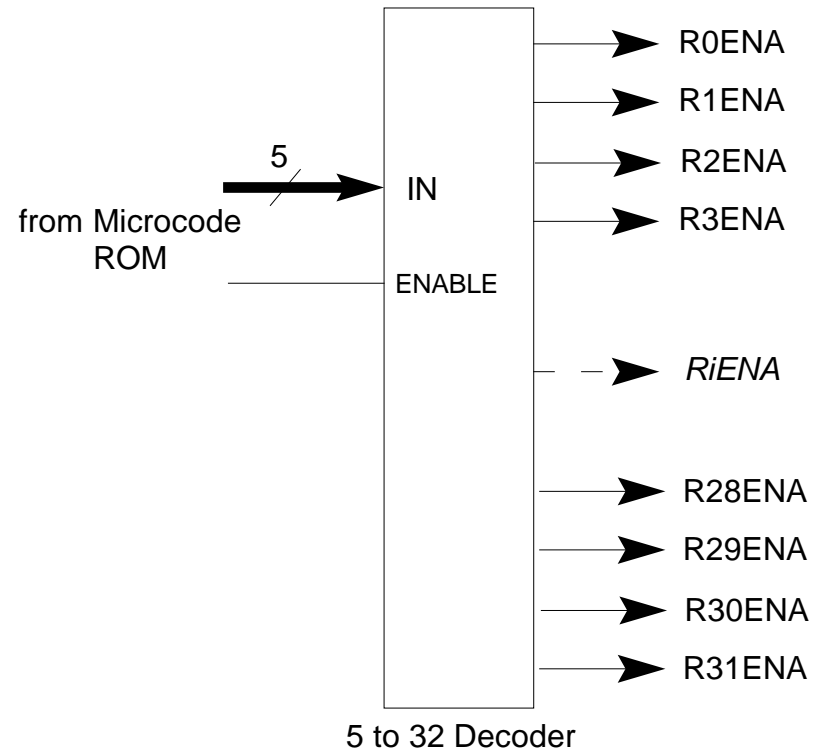 R0ENA
R1ENA
5
R2ENA
IN
from Microcode
ROM
R3ENA
ENABLE
RiENA
R28ENA
R29ENA
R30ENA
R31ENA
5 to 32 Decoder